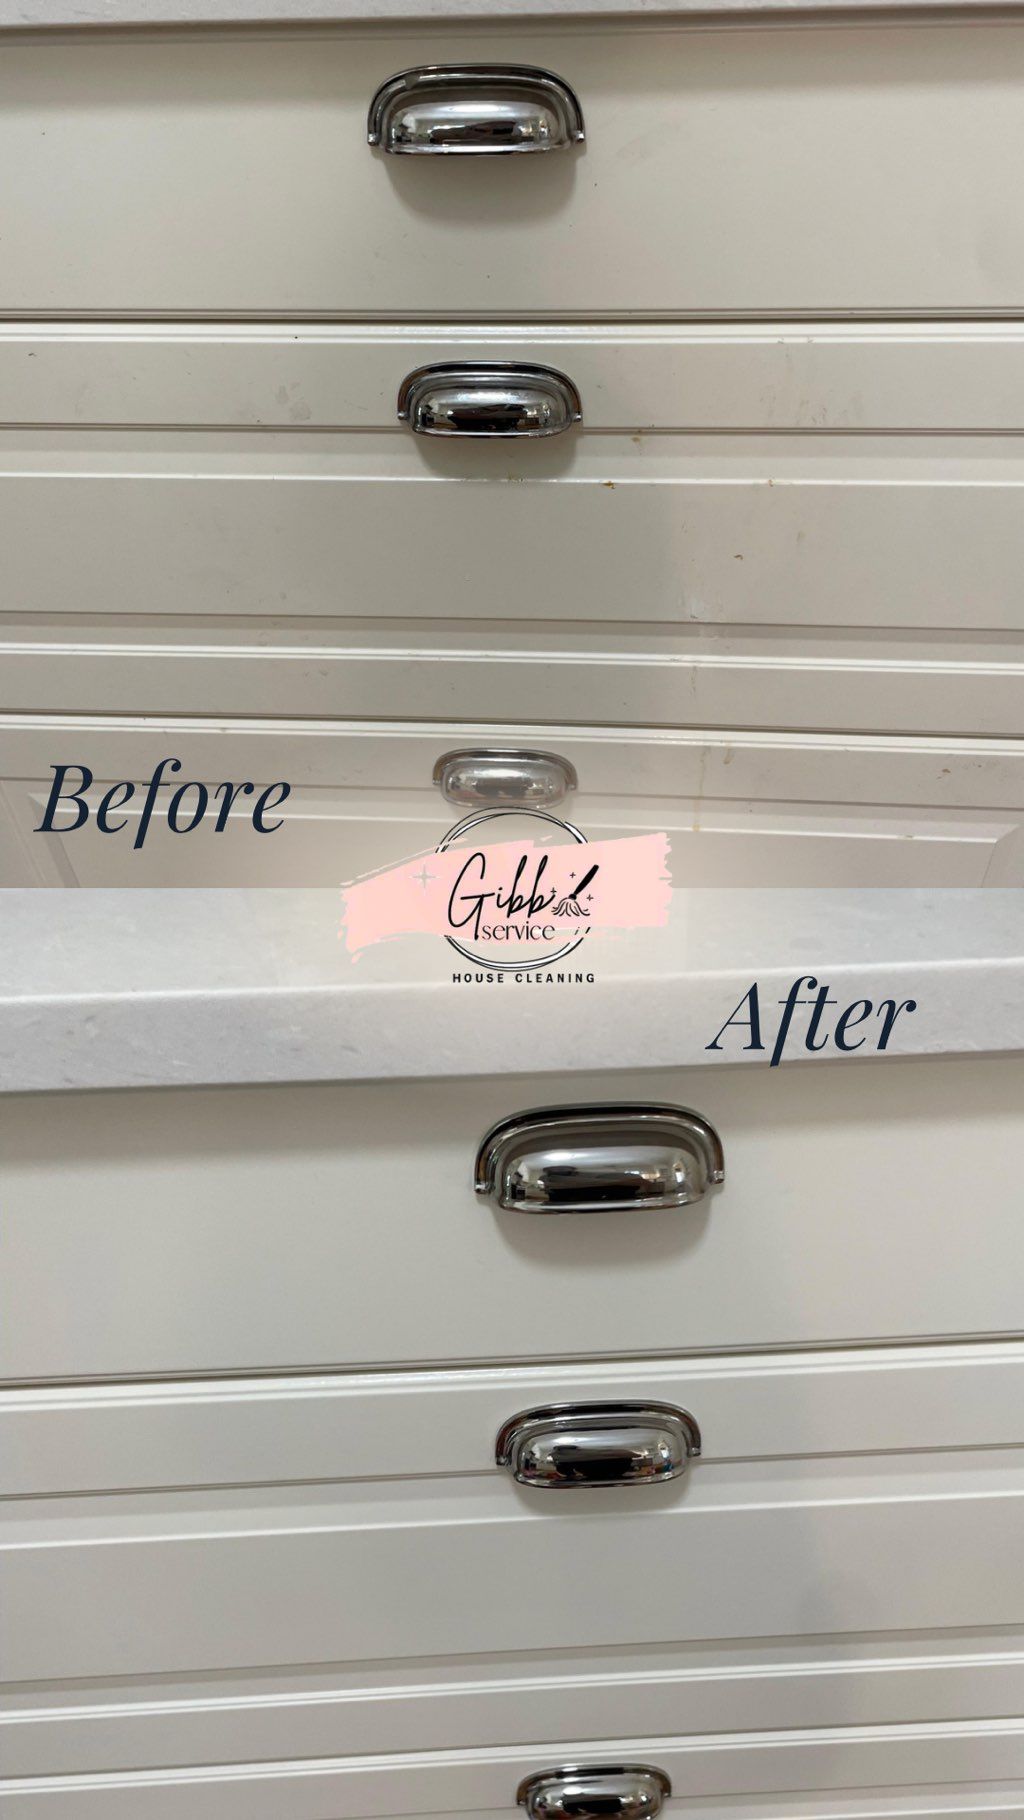 Before
Gibb
service
HOUSE CLEANING
After